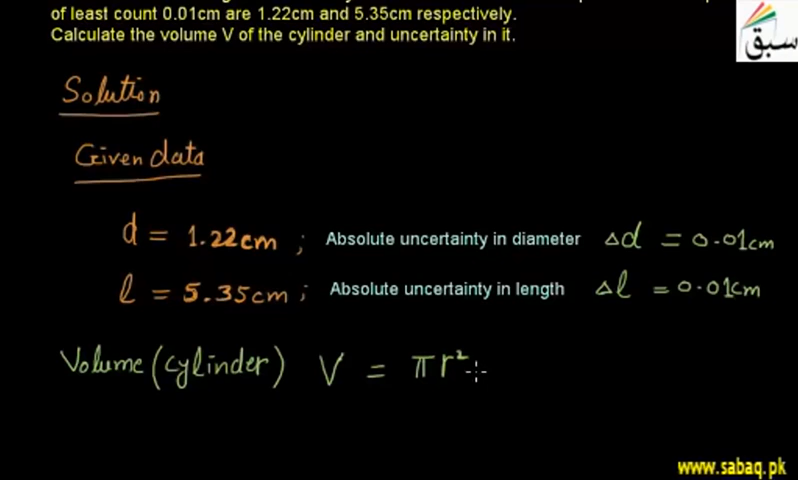 of least count 0.01cm are 1.22cm and 5.35cm respectively.
Calculate the volume V of the cylinder and uncertainty in it.
سبق
Solution
Given data
d = 1.22cm ; Absolute uncertainty in diameter Δd = 0.01cm
l = 5.35cm ; Absolute uncertainty in length Δl = 0.01cm
Volume (cylinder) V = πr²
www.sabaq.pk